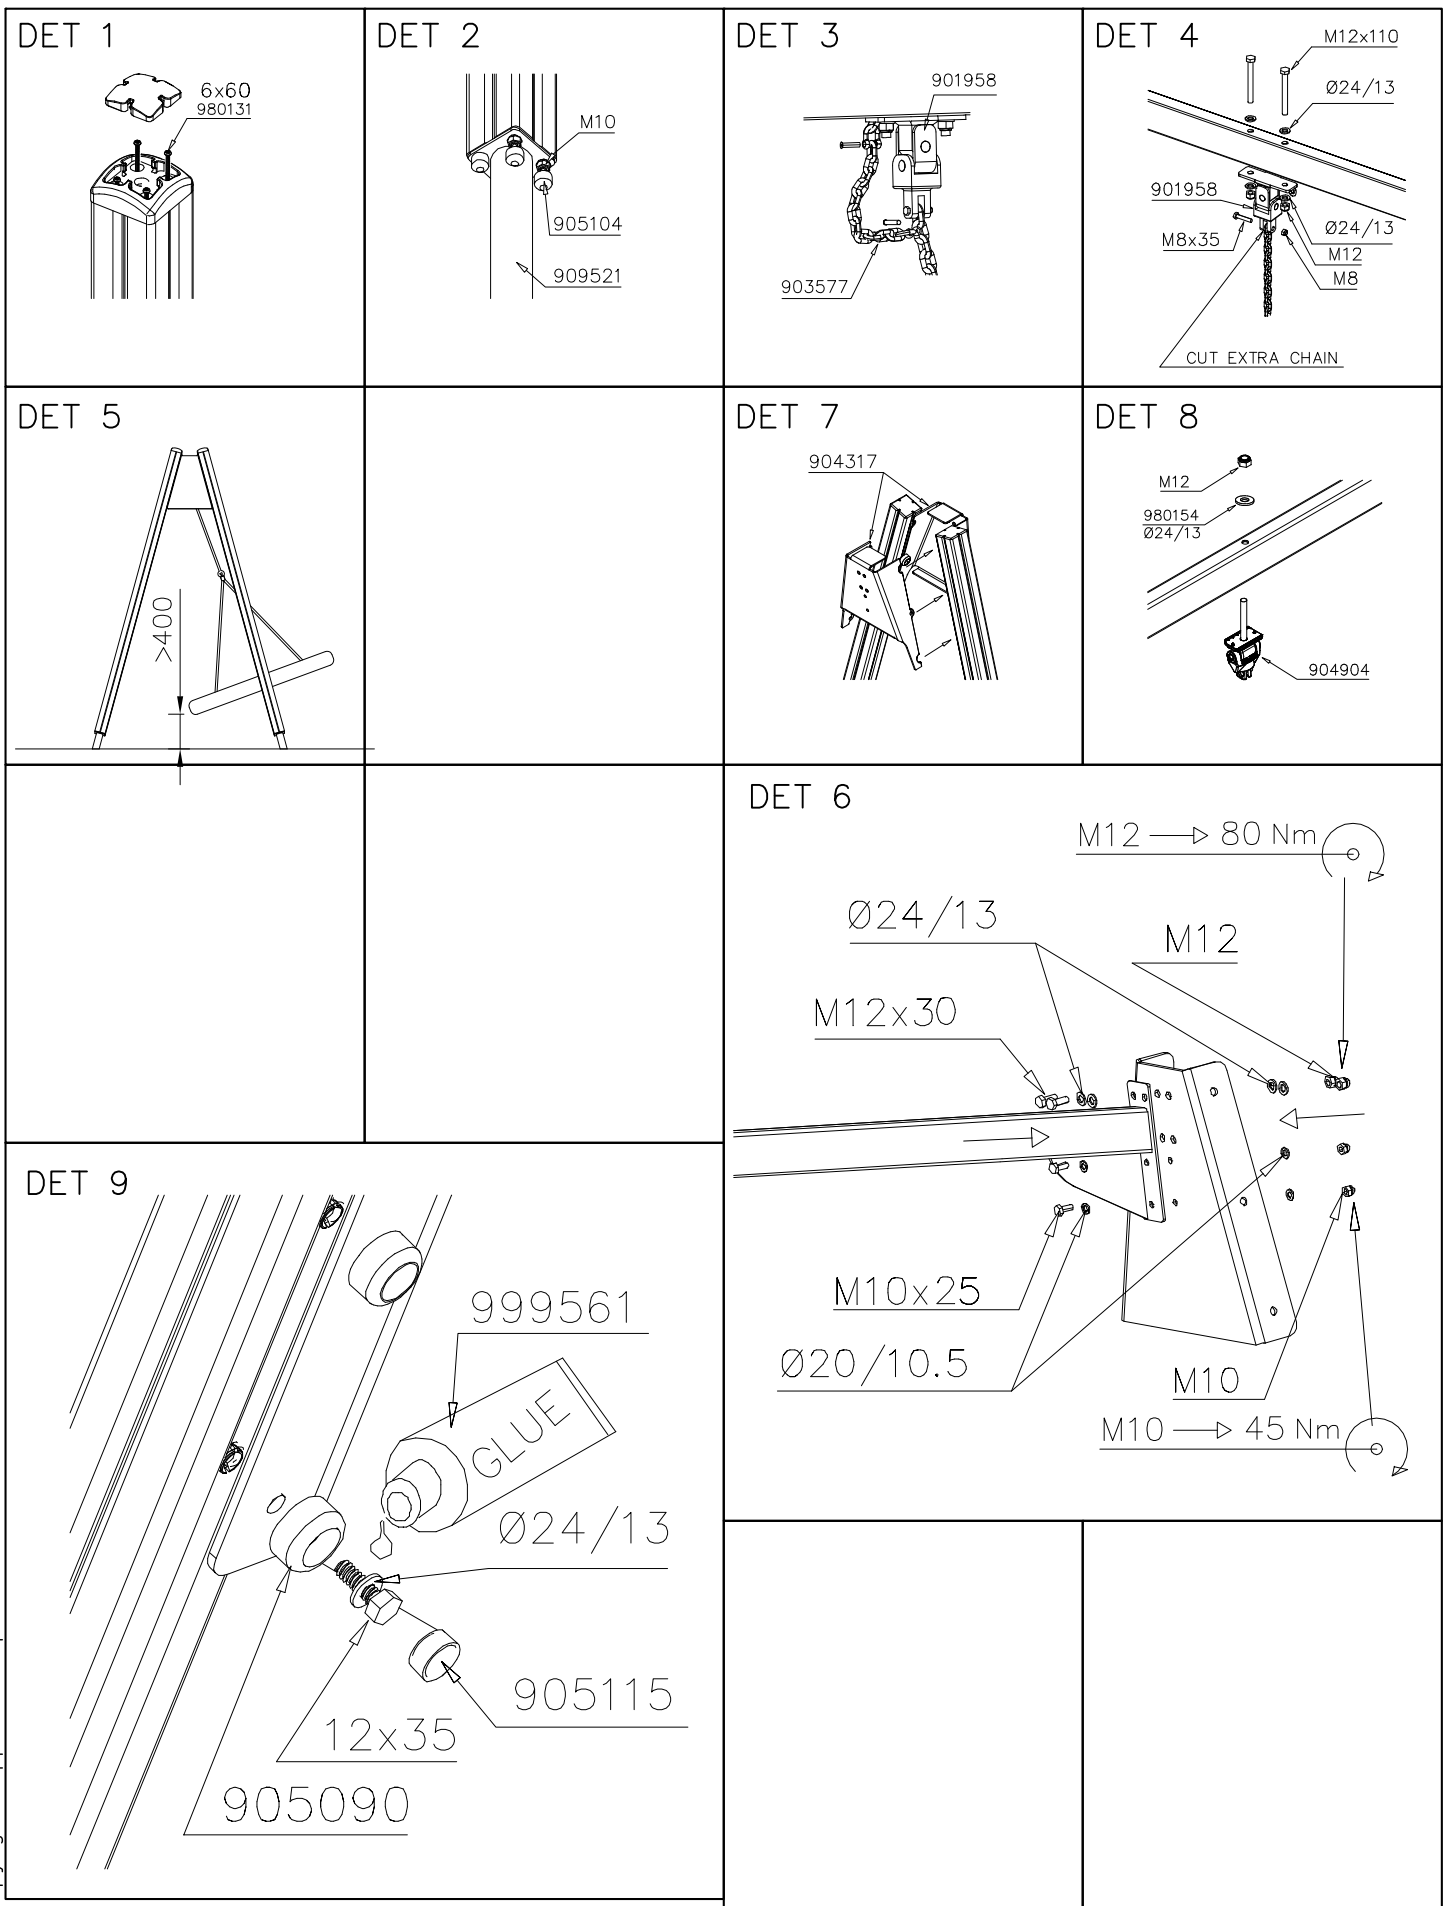 DET 1
6x60
980131
DET 2
M10
905104
909521
DET 3
901958
903577
DET 4
M12x110
Ø24/13
901958
M8x35
Ø24/13
M12
M8
CUT EXTRA CHAIN
DET 5
>400
DET 7
904317
DET 8
M12
980154
Ø24/13
904904
DET 6
M12 → 80 Nm
Ø24/13
M12
M12x30
M10x25
Ø20/10.5
M10
M10 → 45 Nm
DET 9
999561
GLUE
Ø24/13
905115
12x35
905090